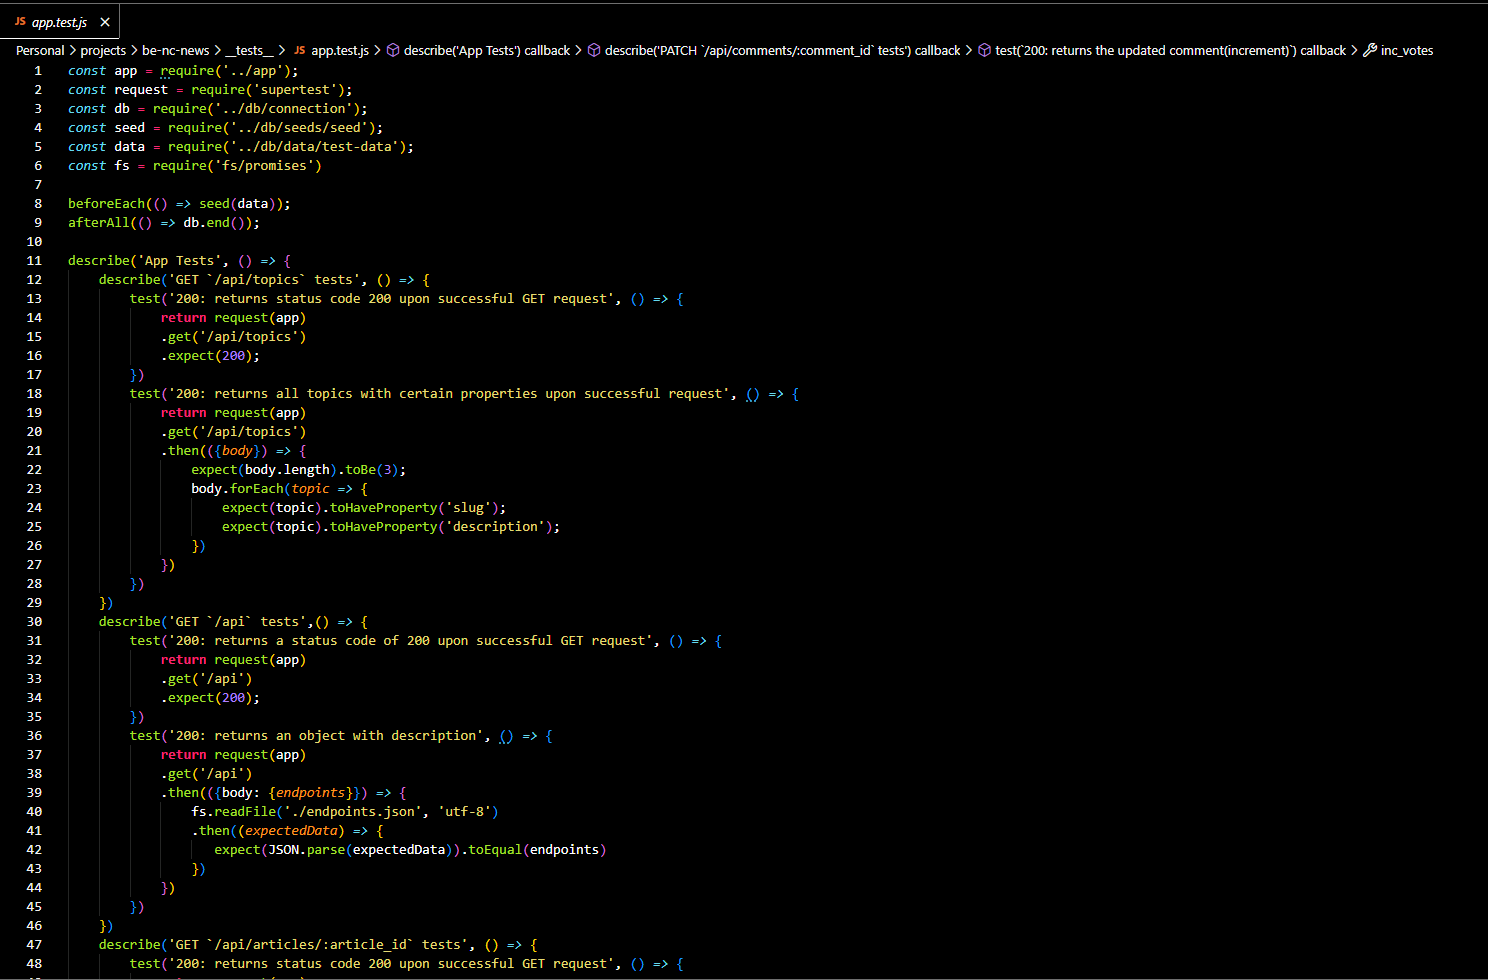 JS app.test.js ×
Personal > projects > be-nc-news > __tests__ > JS app.test.js > describe('App Tests') callback > describe('PATCH `/api/comments/:comment_id` tests') callback > test(`200: returns the updated comment(increment)`) callback > inc_votes
1 const app = require('../app');
2 const request = require('supertest');
3 const db = require('../db/connection');
4 const seed = require('../db/seeds/seed');
5 const data = require('../db/data/test-data');
6 const fs = require('fs/promises')
7
8 beforeEach(() => seed(data));
9 afterAll(() => db.end());
10
11 describe('App Tests', () => {
12     describe('GET `/api/topics` tests', () => {
13         test('200: returns status code 200 upon successful GET request', () => {
14             return request(app)
15             .get('/api/topics')
16             .expect(200);
17         })
18         test('200: returns all topics with certain properties upon successful request', () => {
19             return request(app)
20             .get('/api/topics')
21             .then(({body}) => {
22                 expect(body.length).toBe(3);
23                 body.forEach(topic => {
24                     expect(topic).toHaveProperty('slug');
25                     expect(topic).toHaveProperty('description');
26                 })
27             })
28         })
29     })
30     describe('GET `/api` tests',() => {
31         test('200: returns a status code of 200 upon successful GET request', () => {
32             return request(app)
33             .get('/api')
34             .expect(200);
35         })
36         test('200: returns an object with description', () => {
37             return request(app)
38             .get('/api')
39             .then(({body: {endpoints}}) => {
40                 fs.readFile('./endpoints.json', 'utf-8')
41                 .then((expectedData) => {
42                    expect(JSON.parse(expectedData)).toEqual(endpoints)
43                 })
44             })
45         })
46     })
47     describe('GET `/api/articles/:article_id` tests', () => {
48         test('200: returns status code 200 upon successful GET request', () => {